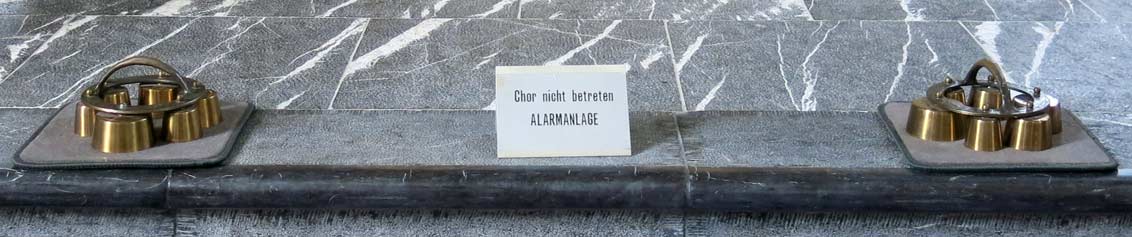 Chor nicht betreten
ALARMANLAGE